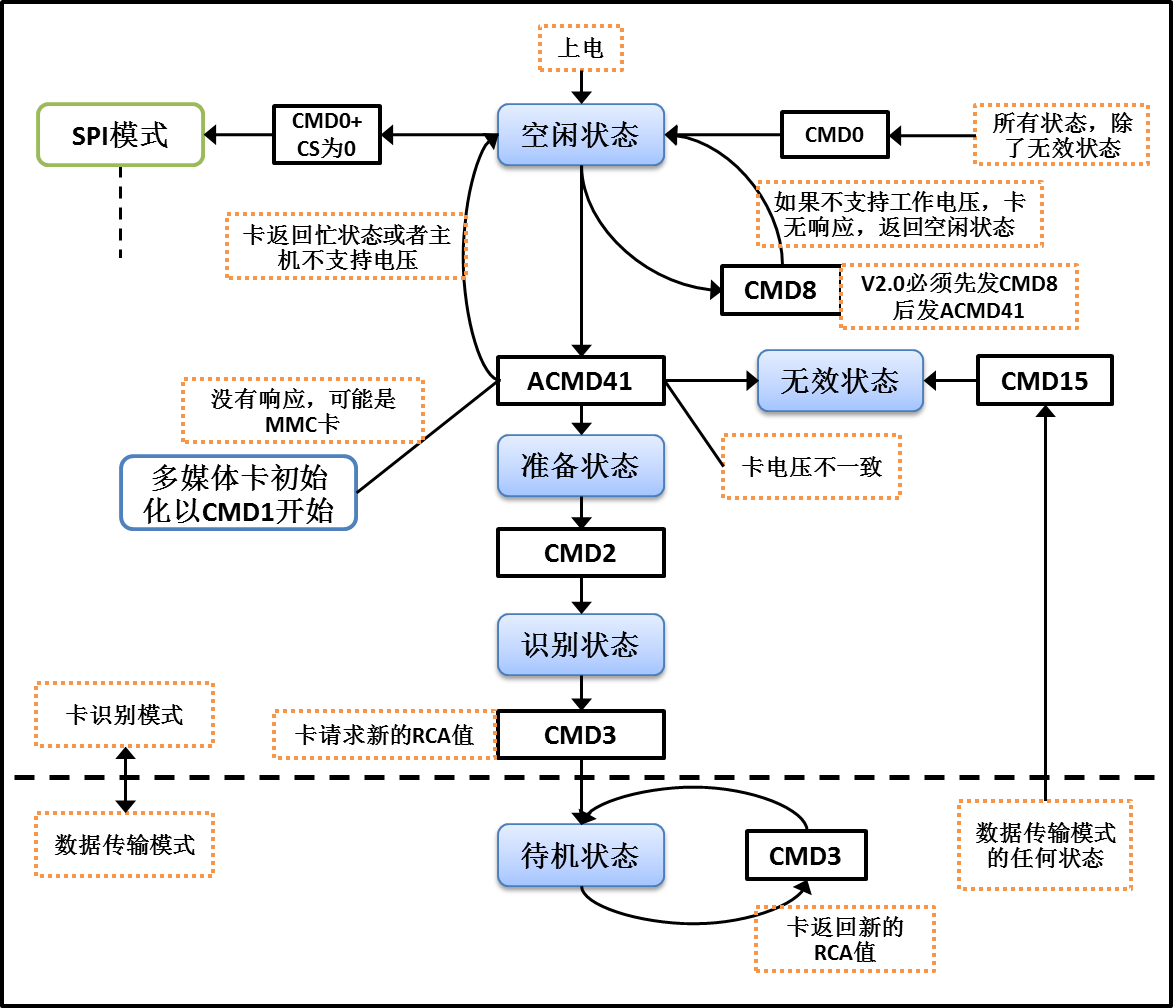 上电
SPI模式
CMD0+
CS为0
空闲状态
CMD0
所有状态，除
了无效状态
卡返回忙状态或者主
机不支持电压
如果不支持工作电压，卡
无响应，返回空闲状态
CMD8
V2.0必须先发CMD8
后发ACMD41
ACMD41
无效状态
CMD15
没有响应，可能是
MMC卡
多媒体卡初始
化以CMD1开始
准备状态
卡电压不一致
CMD2
识别状态
卡识别模式
卡请求新的RCA值
CMD3
数据传输模式
待机状态
CMD3
数据传输模式
的任何状态
卡返回新的
RCA值